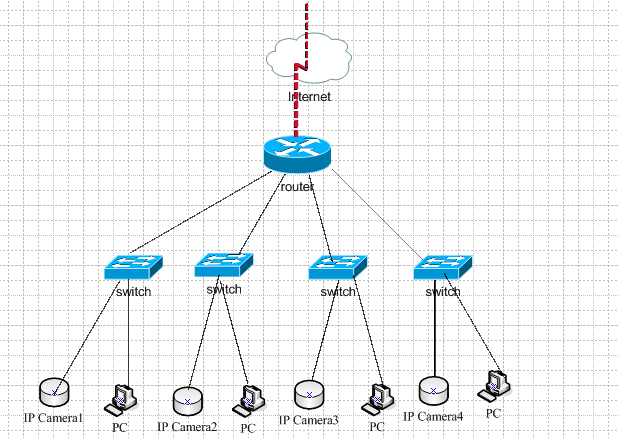 Internet
router
switch
switch
switch
switch
IP Camera1
PC
IP Camera2
PC
IP Camera3
PC
IP Camera4
PC